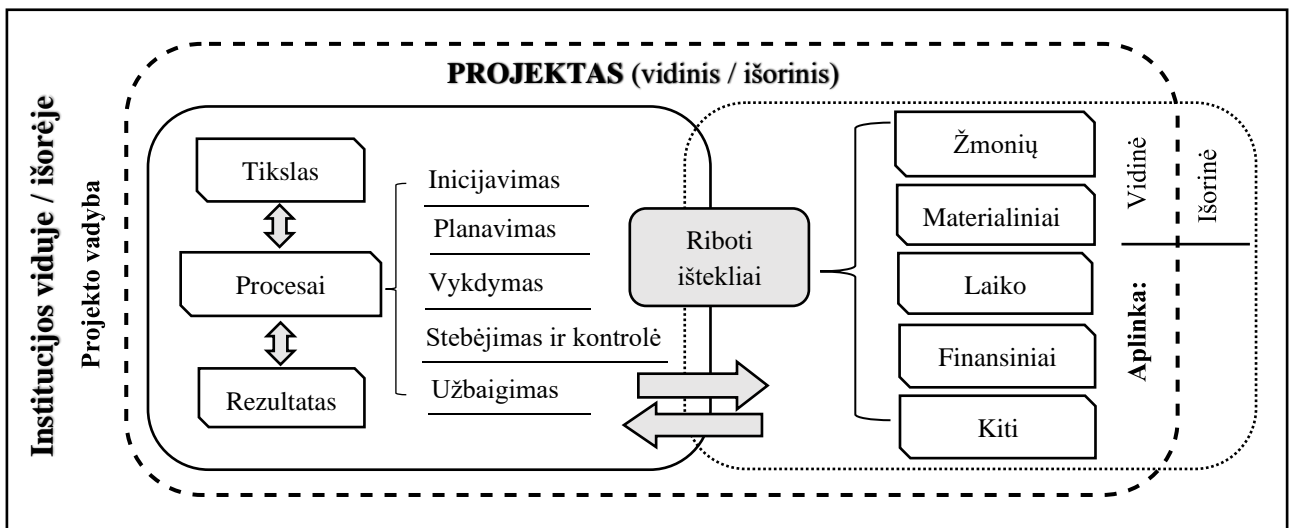 PROJEKTAS (vidinis / išorinis)
Institucijos viduje / išorėje
Projekto vadyba
Tikslas
Procesai
Rezultatas
Inicijavimas
Planavimas
Vykdymas
Stebėjimas ir kontrolė
Užbaigimas
Riboti
ištekliai
Žmonių
Materialiniai
Laiko
Finansiniai
Kiti
Aplinka:
Vidinė
Išorinė